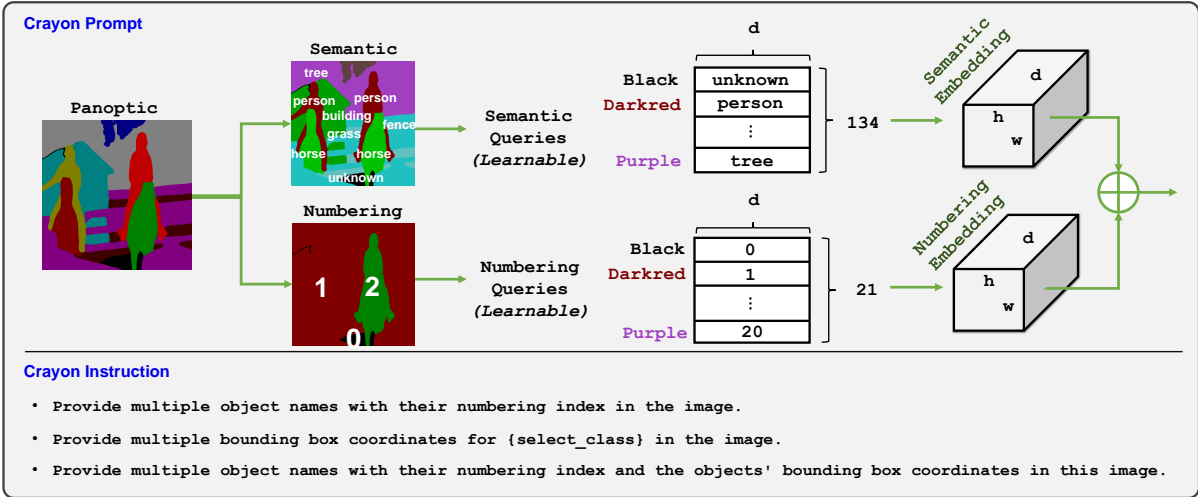 Crayon Prompt
Panoptic
Semantic
tree
person
person
building
fence
grass
horse
horse
unknown
Numbering
1
2
0
Semantic
Queries
(Learnable)
Numbering
Queries
(Learnable)
d
Black
unknown
Darkred
person
⋮
Purple
tree
134
d
Black
0
Darkred
1
⋮
Purple
20
21
Semantic
Embedding
d
h
w
Numbering
Embedding
d
h
w
Crayon Instruction
• Provide multiple object names with their numbering index in the image.
• Provide multiple bounding box coordinates for {select_class} in the image.
• Provide multiple object names with their numbering index and the objects' bounding box coordinates in this image.